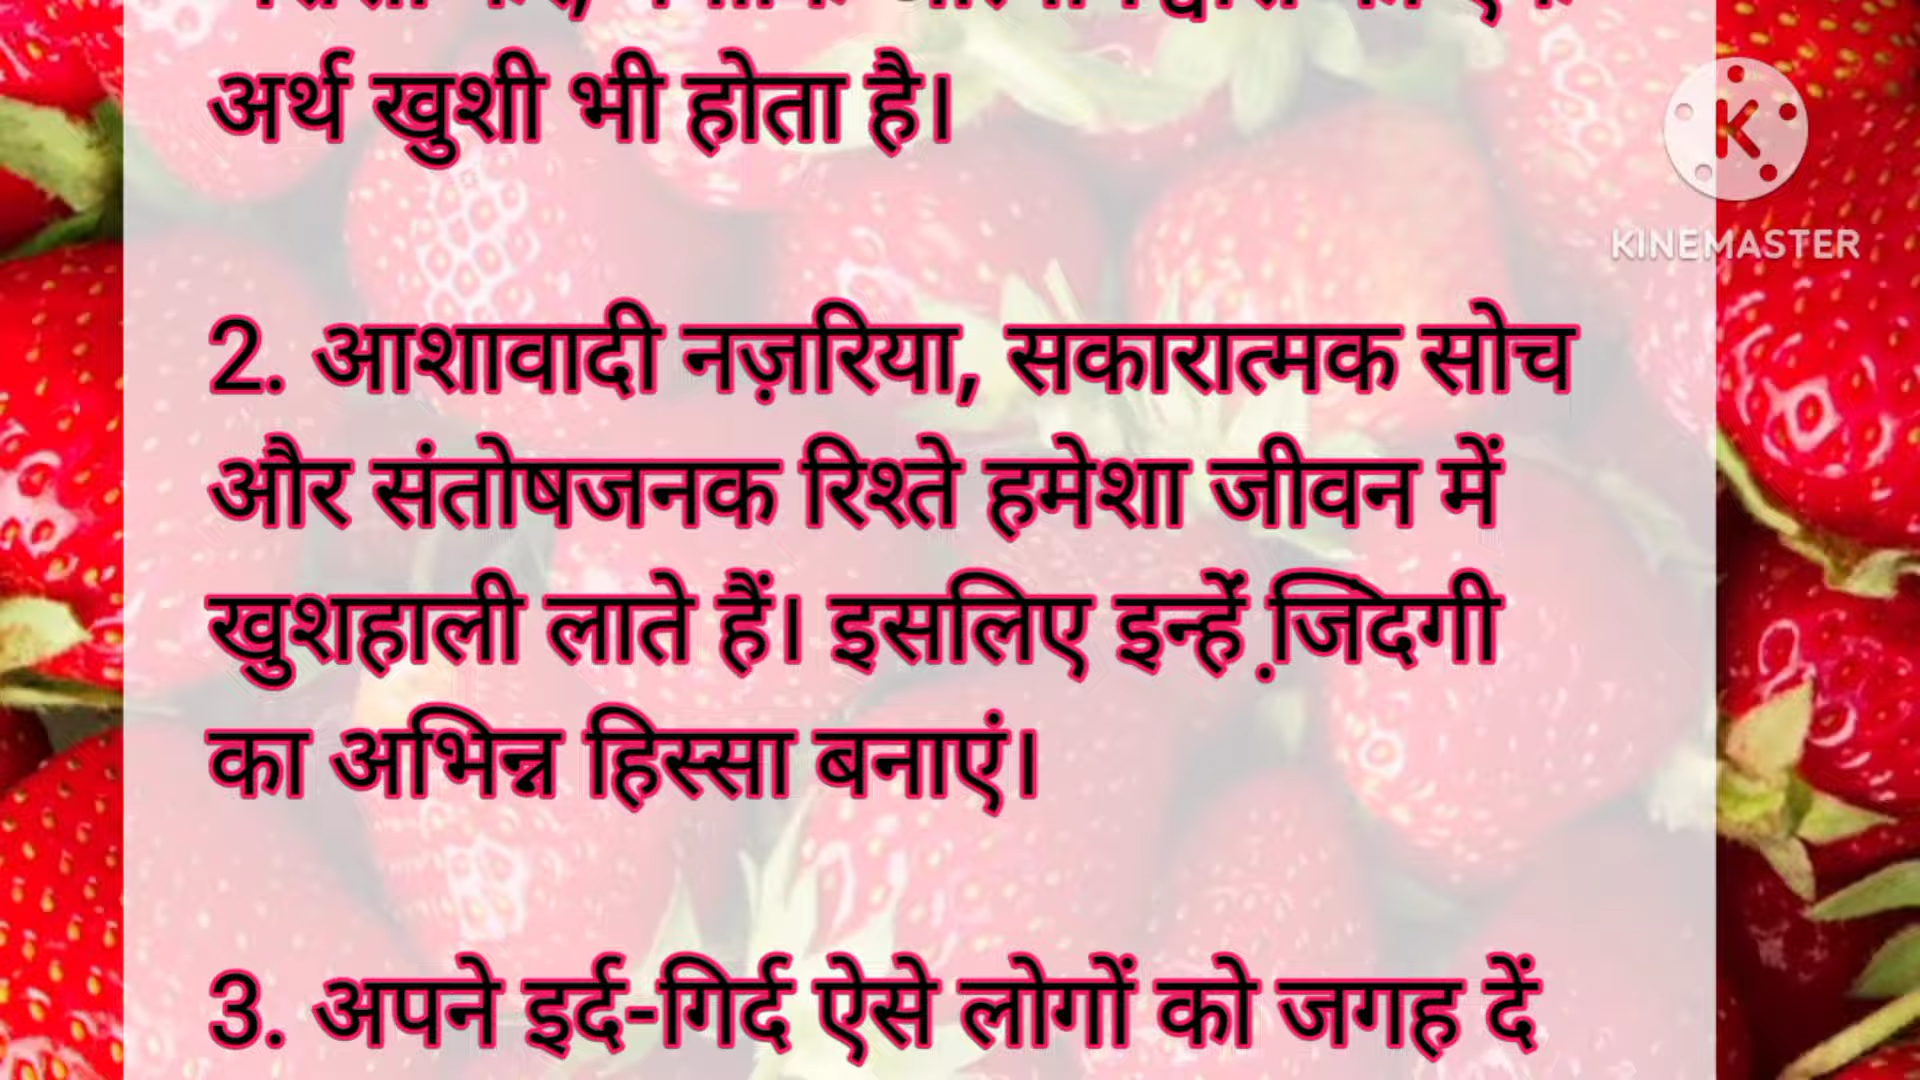 अर्थ खुशी भी होता है।
KINEMASTER
2. आशावादी नज़रिया, सकारात्मक सोच
और संतोषजनक रिश्ते हमेशा जीवन में
खुशहाली लाते हैं। इसलिए इन्हें ज़िंदगी
का अभिन्न हिस्सा बनाएं।
3. अपने इर्द-गिर्द ऐसे लोगों को जगह दें